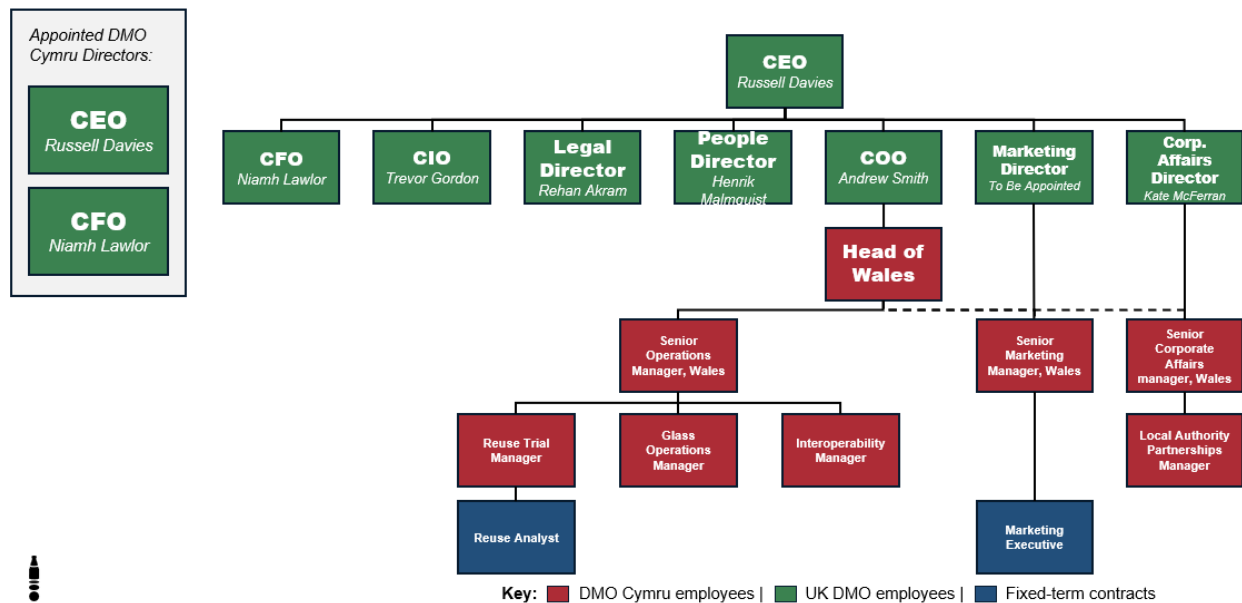 Appointed DMO
Cymru Directors:
CEO
Russell Davies
CFO
Niamh Lawlor
CEO
Russell Davies
CFO
Niamh Lawlor
CIO
Trevor Gordon
Legal
Director
Rehan Akram
People
Director
Henrik
Malmquist
COO
Andrew Smith
Marketing
Director
To Be Appointed
Corp.
Affairs
Director
Kate McFerran
Head of
Wales
Senior
Operations
Manager, Wales
Senior
Marketing
Manager, Wales
Senior
Corporate
Affairs
manager, Wales
Reuse Trial
Manager
Glass
Operations
Manager
Interoperability
Manager
Local Authority
Partnerships
Manager
Reuse Analyst
Marketing
Executive
Key: DMO Cymru employees | UK DMO employees | Fixed-term contracts